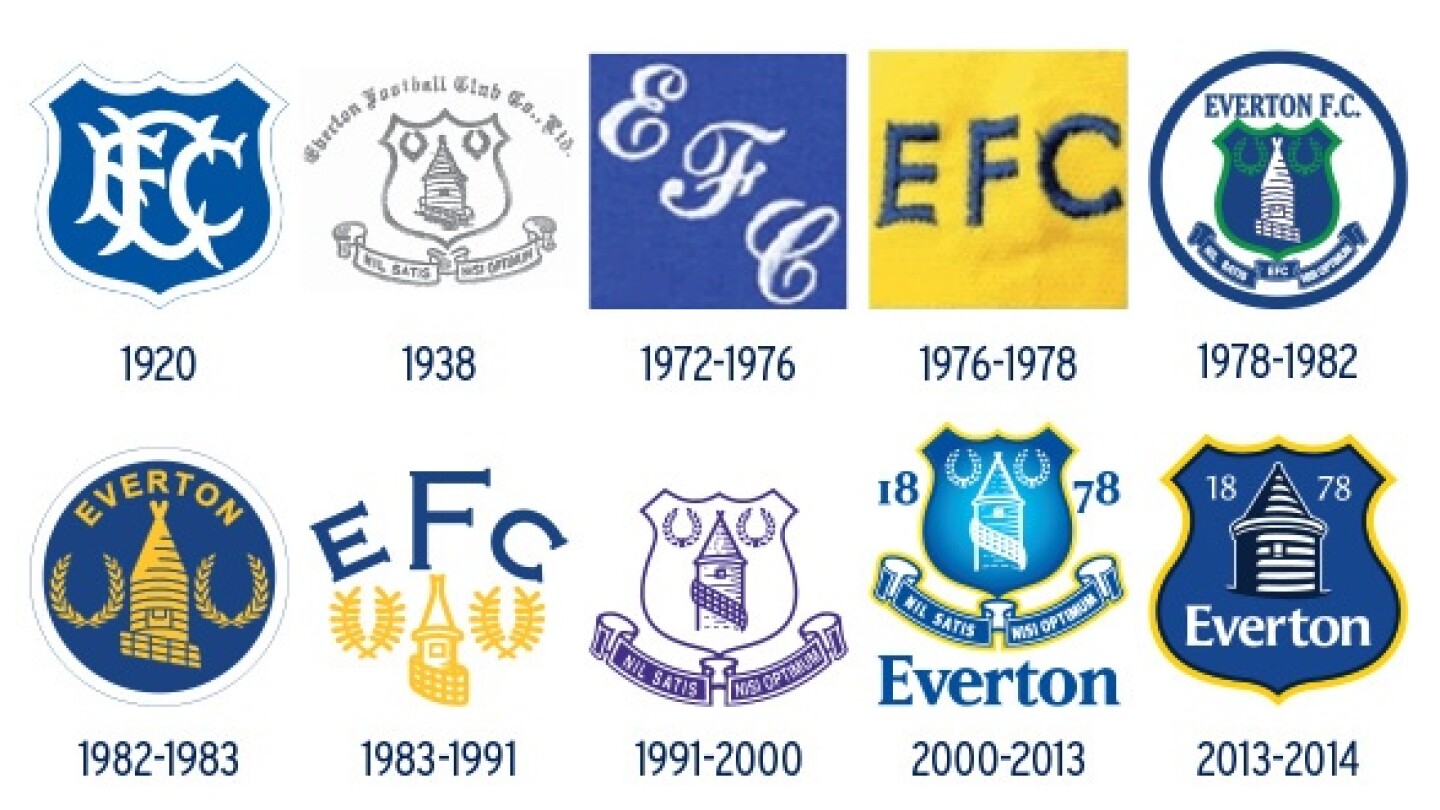 EFC
Everton Football Club Co., Ltd.
NIL SATIS NISI OPTIMUM
EFC
EFC
EVERTON F.C.
NIL SATIS EFC NISI OPTIMUM
1920
1938
1972-1976
1976-1978
1978-1982
EVERTON
EFC
NIL SATIS NISI OPTIMUM
18 78
NIL SATIS NISI OPTIMUM
Everton
18 78
Everton
1982-1983
1983-1991
1991-2000
2000-2013
2013-2014